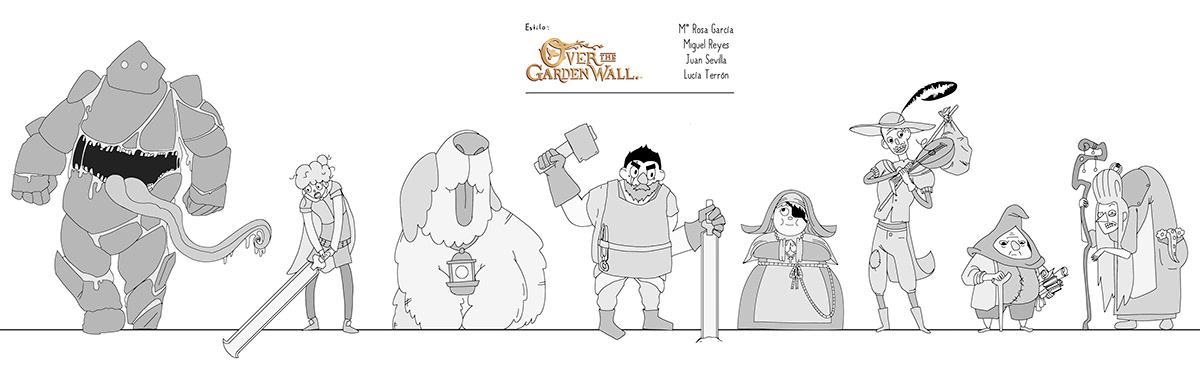 Estilo:
OVER THE
GARDEN WALL.
Mª Rosa García
Miguel Reyes
Juan Sevilla
Lucía Terrón